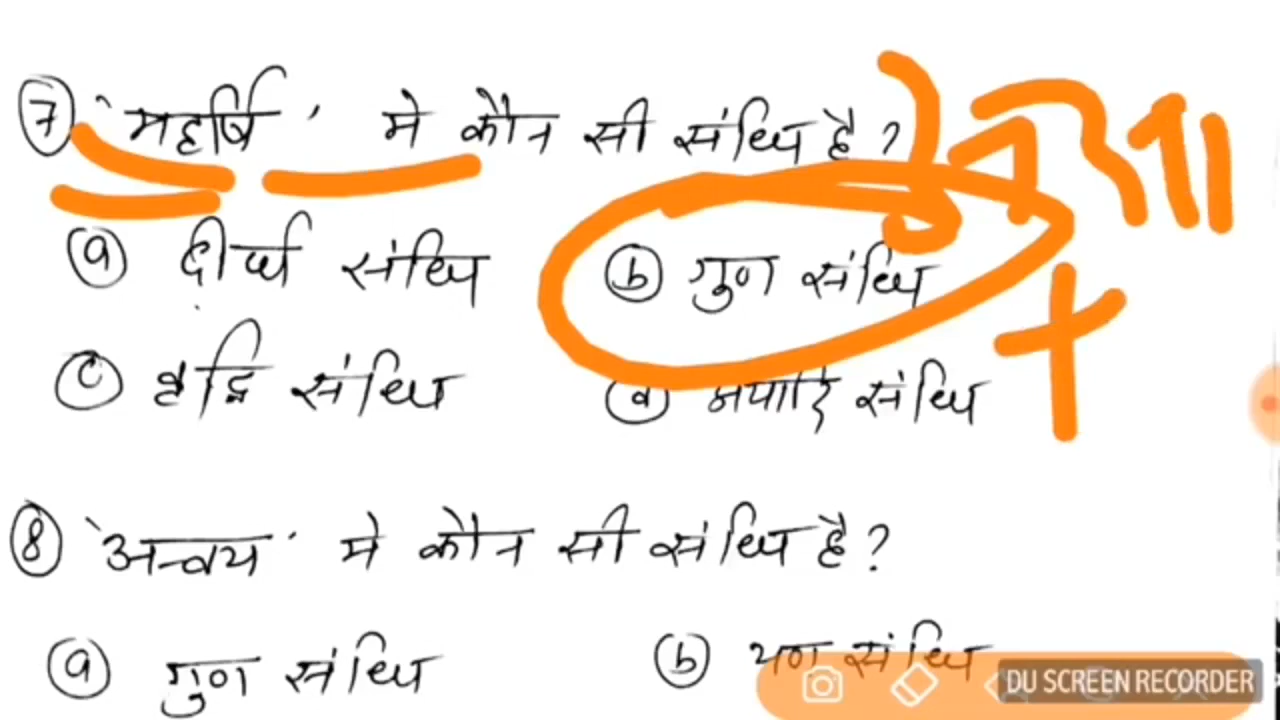 7 'महर्षि' मे कौन सी संधि है?
a दीर्घ संधि b गुण संधि
c वृद्धि संधि d अयादि संधि
8 'अन्वय' मे कौन सी संधि है?
a गुण संधि b यण संधि
DU SCREEN RECORDER